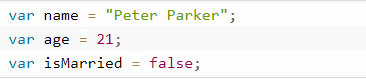 var name = "Peter Parker";
var age = 21;
var isMarried = false;